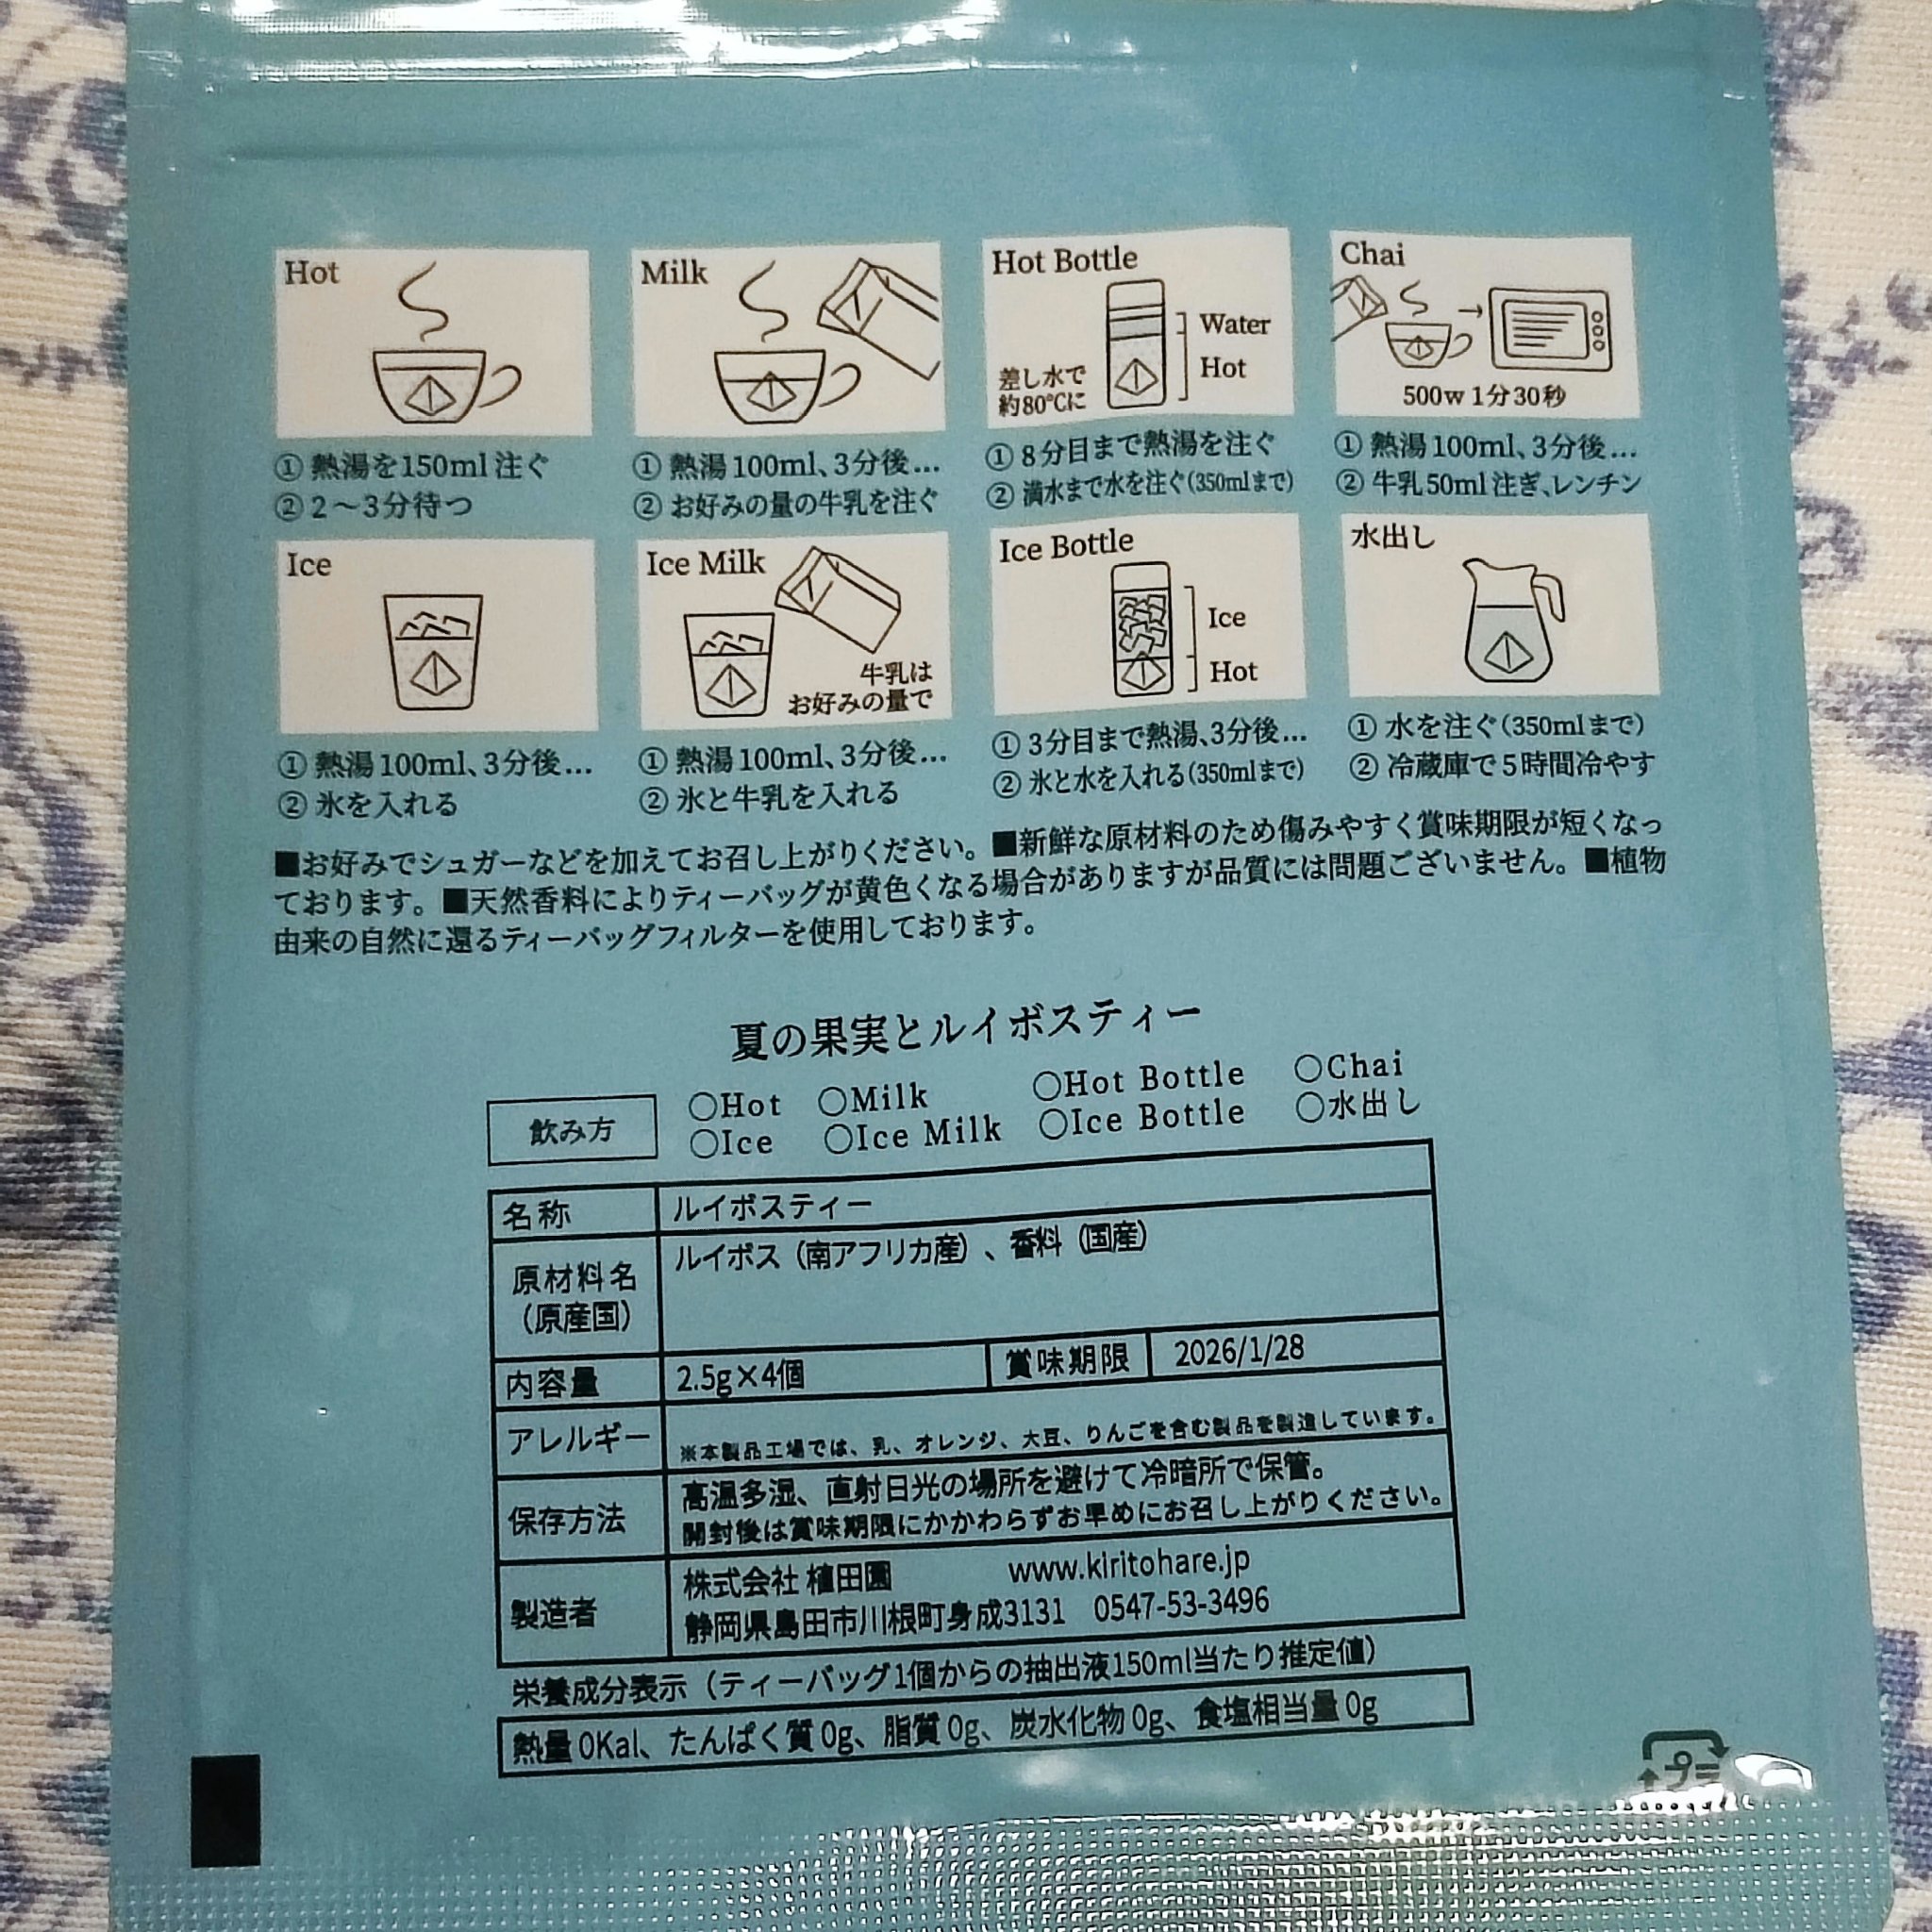 Hot
① 熱湯を150ml注ぐ
② 2～3分待つ
Milk
① 熱湯100ml、3分後…
② お好みの量の牛乳を注ぐ
Hot Bottle
Water
Hot
差し水で
約80℃に
① 8分目まで熱湯を注ぐ
② 満水まで水を注ぐ(350mlまで)
Chai
500w 1分30秒
① 熱湯100ml、3分後…
② 牛乳50ml注ぎ、レンチン
Ice
① 熱湯100ml、3分後…
② 氷を入れる
Ice Milk
牛乳は
お好みの量で
① 熱湯100ml、3分後…
② 氷と牛乳を入れる
Ice Bottle
Ice
Hot
① 3分目まで熱湯、3分後…
② 氷と水を入れる(350mlまで)
水出し
① 水を注ぐ(350mlまで)
② 冷蔵庫で5時間冷やす
■お好みでシュガーなどを加えてお召し上がりください。■新鮮な原材料のため傷みやすく賞味期限が短くなっ
ております。■天然香料によりティーバッグが黄色くなる場合がありますが品質には問題ございません。■植物
由来の自然に還るティーバッグフィルターを使用しております。
夏の果実とルイボスティー
飲み方
○Hot ○Milk ○Hot Bottle ○Chai
○Ice ○Ice Milk ○Ice Bottle ○水出し
名称 ルイボスティー
原材料名 ルイボス（南アフリカ産）、香料（国産）
（原産国）
内容量 2.5g×4個 賞味期限 2026/1/28
アレルギー ※本製品工場では、乳、オレンジ、大豆、りんごを含む製品を製造しています。
保存方法 高温多湿、直射日光の場所を避けて冷暗所で保管。
開封後は賞味期限にかかわらずお早めにお召し上がりください。
製造者 株式会社 植田園 www.kiritohare.jp
静岡県島田市川根町身成3131 0547-53-3496
栄養成分表示（ティーバッグ1個からの抽出液150ml当たり推定値）
熱量 0Kal、たんぱく質 0g、脂質 0g、炭水化物 0g、食塩相当量 0g
プラ